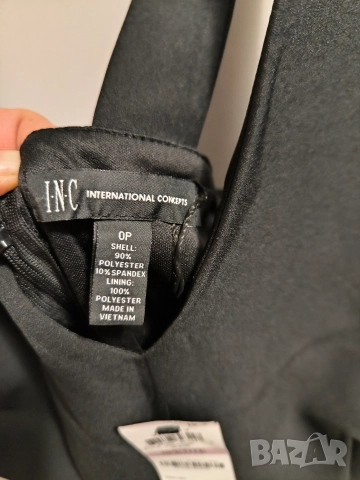 I·N·C INTERNATIONAL CONCEPTS
0P
SHELL:
90%
POLYESTER
10% SPANDEX
LINING:
100%
POLYESTER
MADE IN
VIETNAM
BAZAR